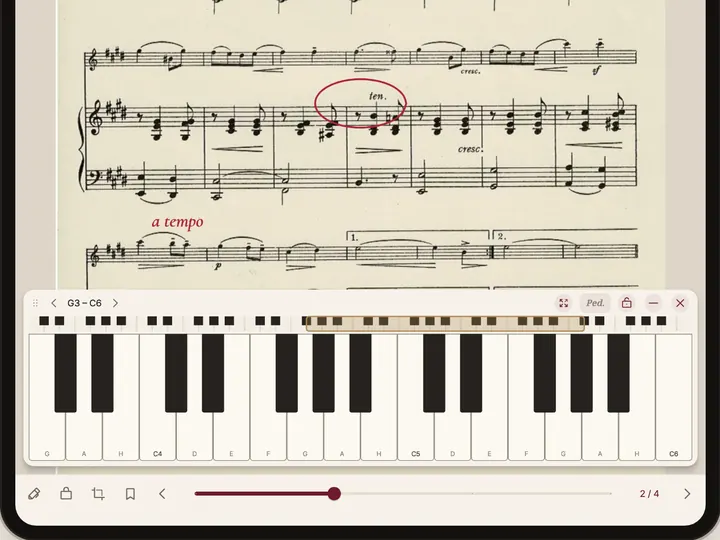 cresc.
sf
ten.
cresc.
a tempo
p
1.
2.
G3 – C6
Ped.
G A H C4 D E F G A H C5 D E F G A H C6
2 / 4